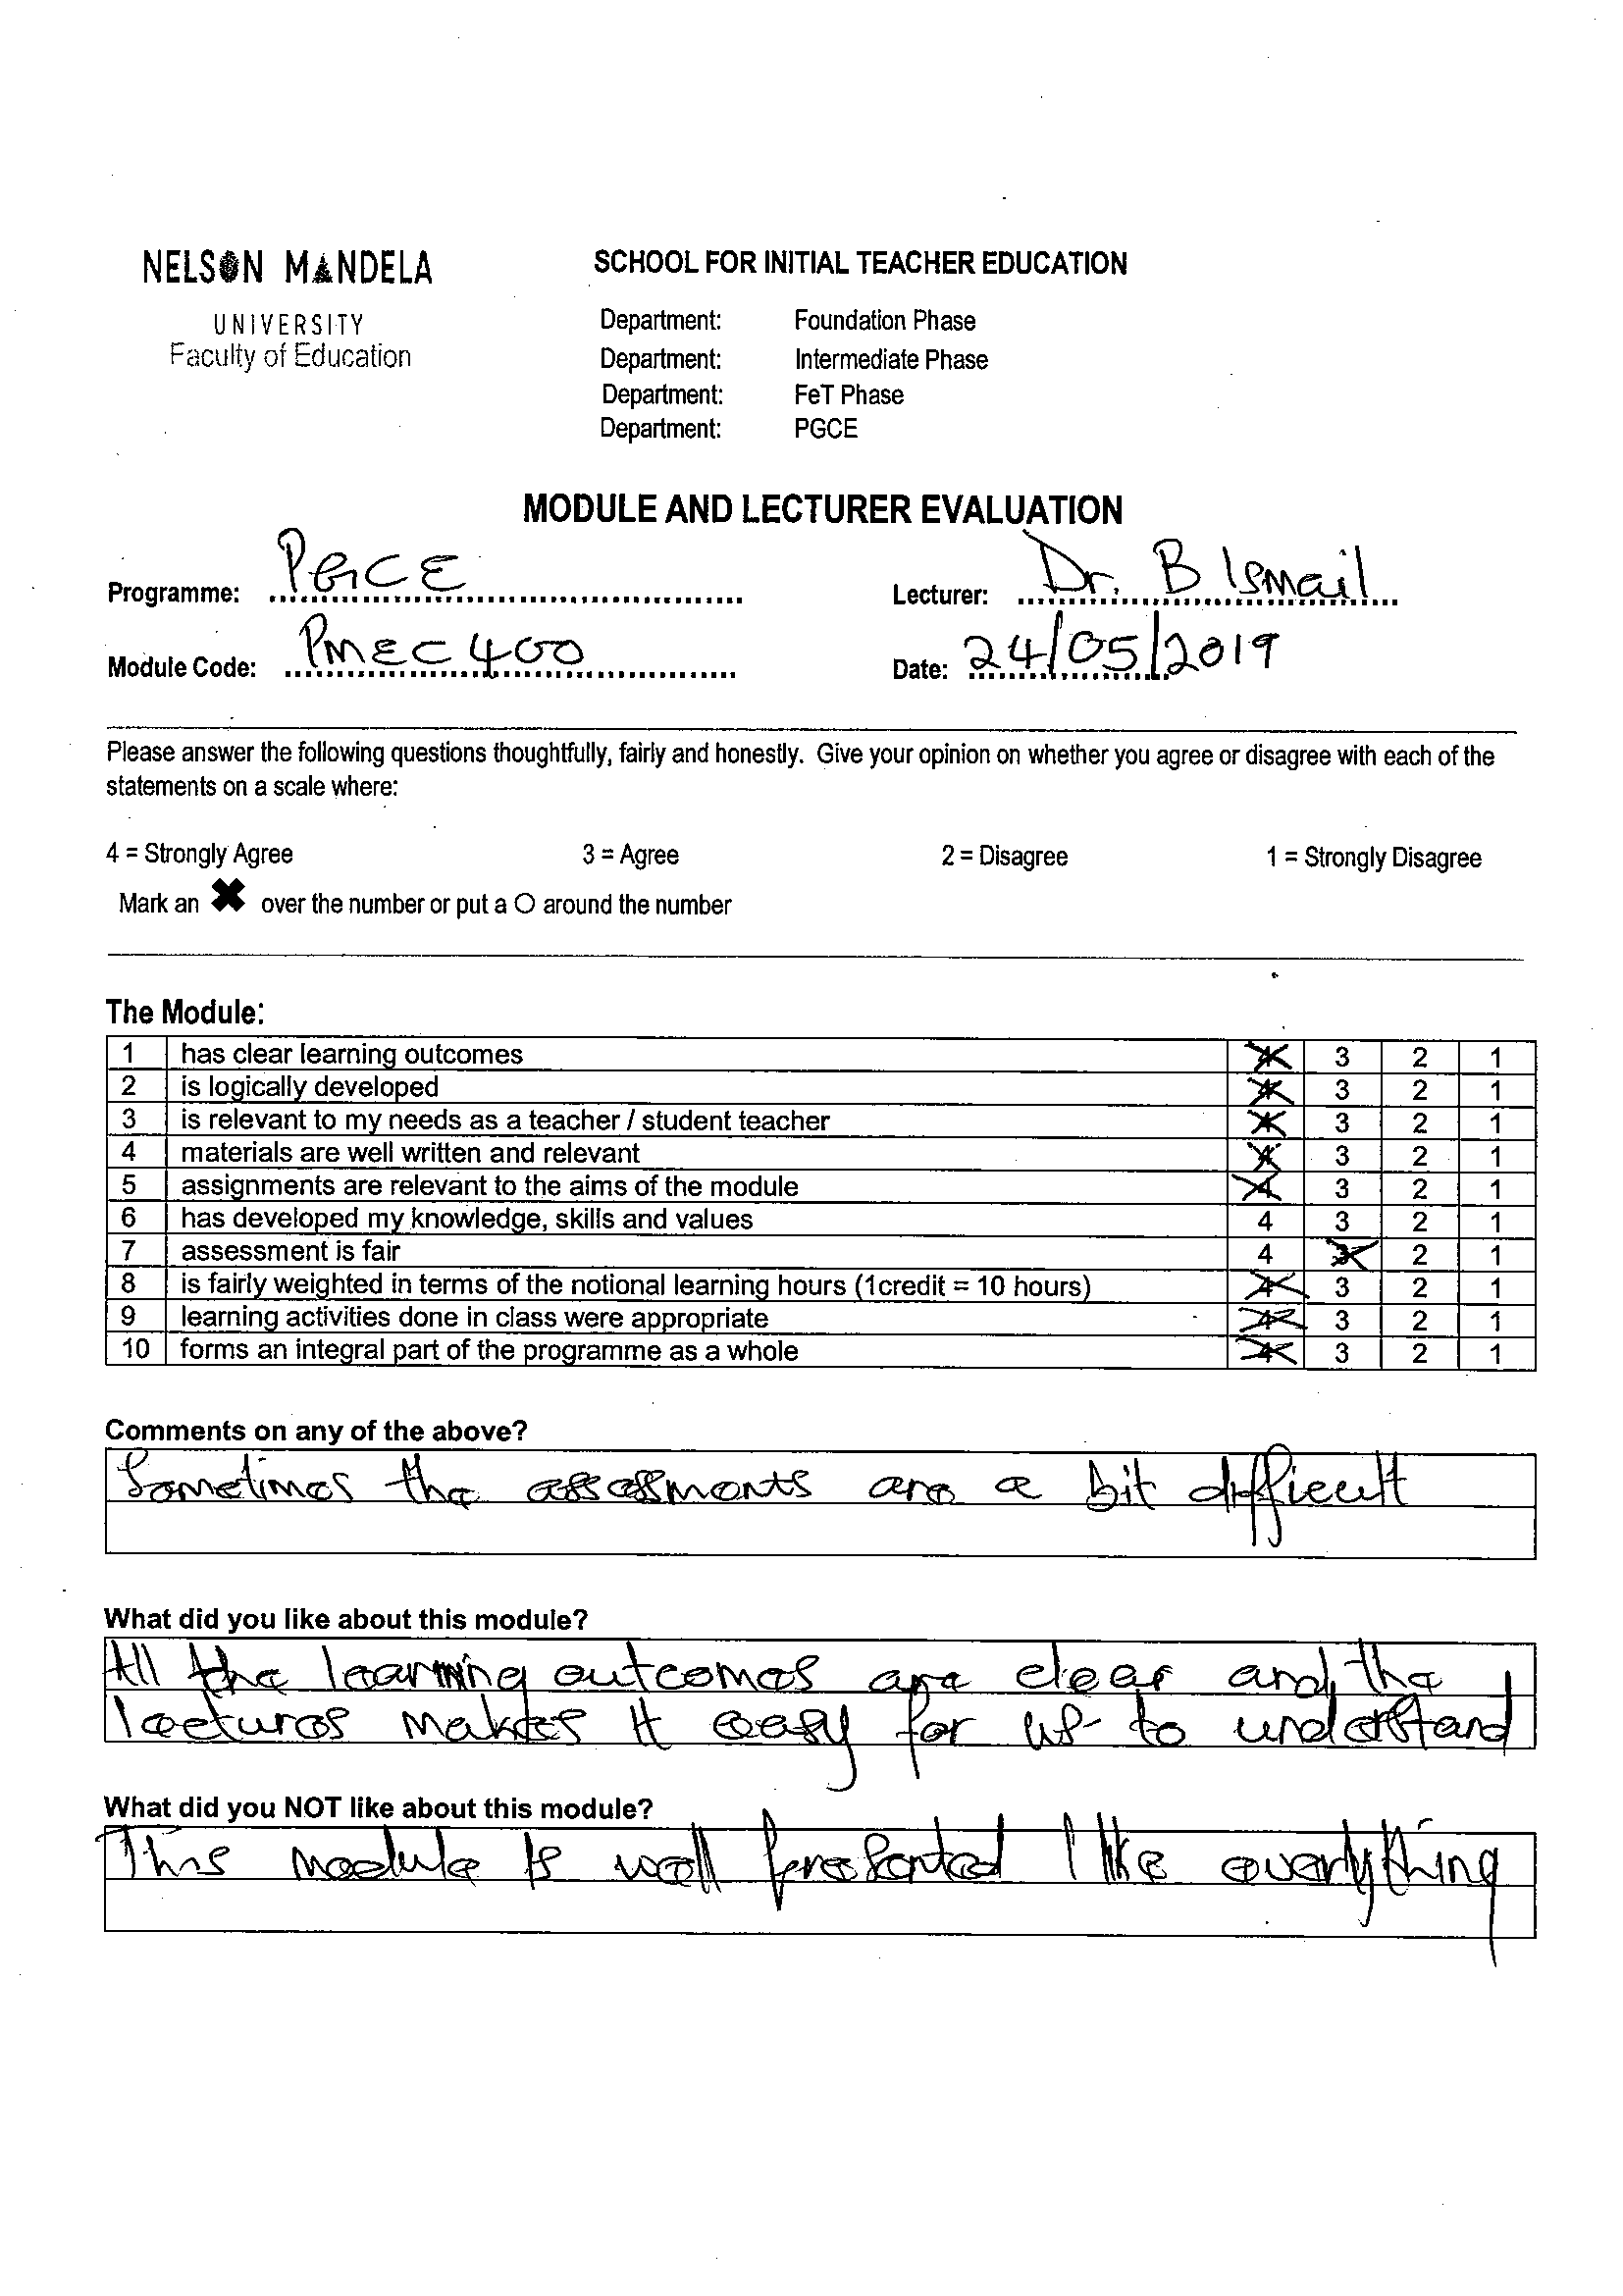 NELSON MANDELA
UNIVERSITY
Faculty of Education
SCHOOL FOR INITIAL TEACHER EDUCATION
Department: Foundation Phase
Department: Intermediate Phase
Department: FeT Phase
Department: PGCE
MODULE AND LECTURER EVALUATION
Programme: PGCE Lecturer: Dr. B Ismail
Module Code: PMEC 400 Date: 24/05/2019
Please answer the following questions thoughtfully, fairly and honestly. Give your opinion on whether you agree or disagree with each of the
statements on a scale where:
4 = Strongly Agree 3 = Agree 2 = Disagree 1 = Strongly Disagree
Mark an ✖ over the number or put a O around the number
The Module:
1 has clear learning outcomes 4 3 2 1
2 is logically developed 4 3 2 1
3 is relevant to my needs as a teacher / student teacher 4 3 2 1
4 materials are well written and relevant 4 3 2 1
5 assignments are relevant to the aims of the module 4 3 2 1
6 has developed my knowledge, skills and values 4 3 2 1
7 assessment is fair 4 3 2 1
8 is fairly weighted in terms of the notional learning hours (1credit = 10 hours) 4 3 2 1
9 learning activities done in class were appropriate 4 3 2 1
10 forms an integral part of the programme as a whole 4 3 2 1
Comments on any of the above?
Sometimes the assessments are a bit difficult
What did you like about this module?
All the learning outcomes are clear and the
lectures makes it easy for us to understand
What did you NOT like about this module?
This module is well presented I like everything